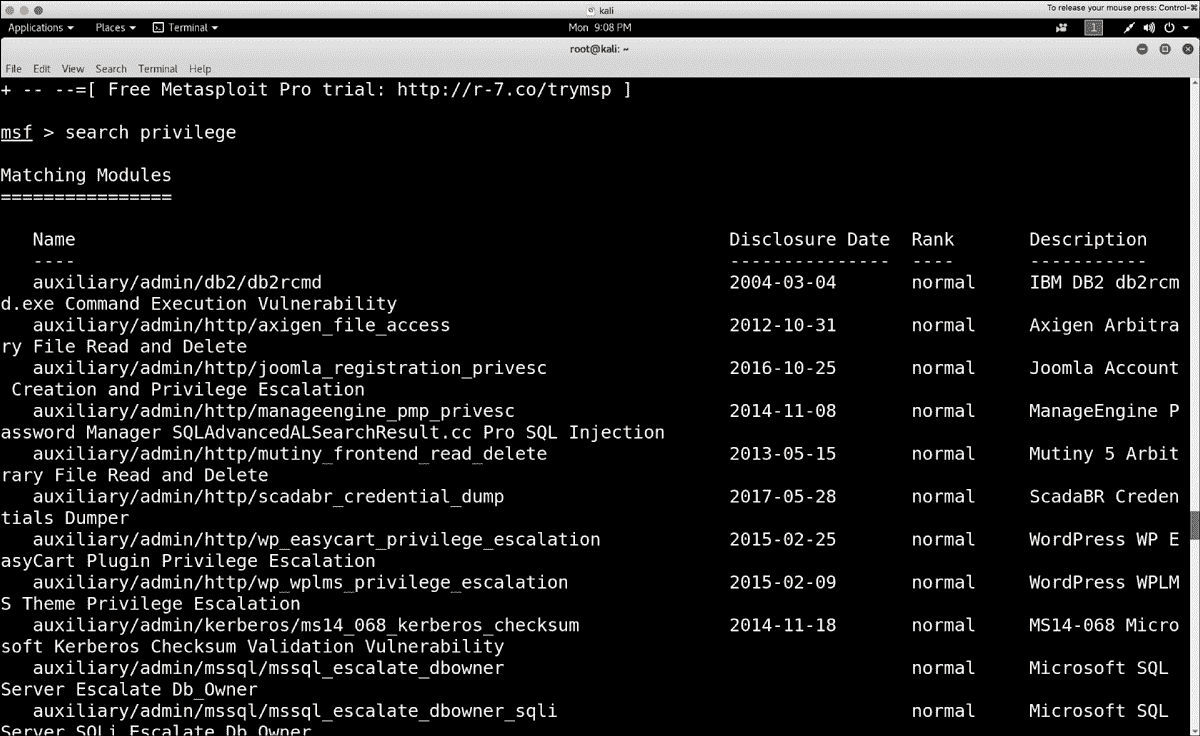 kali
To release your mouse press: Control-⌘
Applications Places Terminal Mon 9:08 PM 1
root@kali: ~
File Edit View Search Terminal Help
+ -- --=[ Free Metasploit Pro trial: http://r-7.co/trymsp ]
msf > search privilege
Matching Modules
================
Name Disclosure Date Rank Description
---- --------------- ---- -----------
auxiliary/admin/db2/db2rcmd 2004-03-04 normal IBM DB2 db2rcm
d.exe Command Execution Vulnerability
auxiliary/admin/http/axigen_file_access 2012-10-31 normal Axigen Arbitra
ry File Read and Delete
auxiliary/admin/http/joomla_registration_privesc 2016-10-25 normal Joomla Account
Creation and Privilege Escalation
auxiliary/admin/http/manageengine_pmp_privesc 2014-11-08 normal ManageEngine P
assword Manager SQLAdvancedALSearchResult.cc Pro SQL Injection
auxiliary/admin/http/mutiny_frontend_read_delete 2013-05-15 normal Mutiny 5 Arbit
rary File Read and Delete
auxiliary/admin/http/scadabr_credential_dump 2017-05-28 normal ScadaBR Creden
tials Dumper
auxiliary/admin/http/wp_easycart_privilege_escalation 2015-02-25 normal WordPress WP E
asyCart Plugin Privilege Escalation
auxiliary/admin/http/wp_wplms_privilege_escalation 2015-02-09 normal WordPress WPLM
S Theme Privilege Escalation
auxiliary/admin/kerberos/ms14_068_kerberos_checksum 2014-11-18 normal MS14-068 Micro
soft Kerberos Checksum Validation Vulnerability
auxiliary/admin/mssql/mssql_escalate_dbowner normal Microsoft SQL
Server Escalate Db_Owner
auxiliary/admin/mssql/mssql_escalate_dbowner_sqli normal Microsoft SQL
Server SQLi Escalate Db_Owner